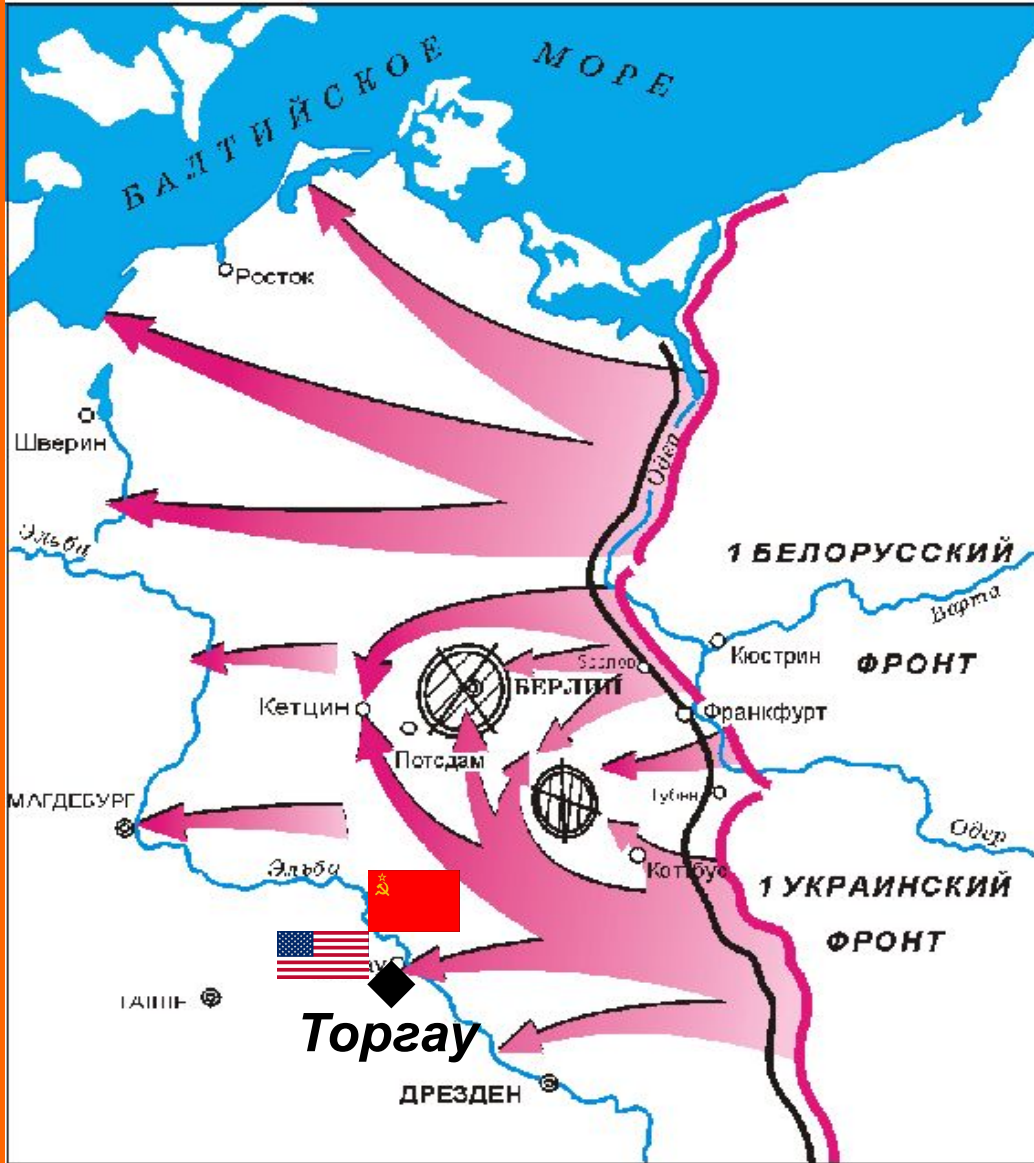 БАЛТИЙСКОЕ МОРЕ
Росток
Шверин
Одер
Эльба
1 БЕЛОРУССКИЙ
Варта
Кюстрин
ФРОНТ
БЕРЛИН
Кетцин
Франкфурт
Потсдам
МАГДЕБУРГ
Губен
Одер
Эльба
Коттбус
1 УКРАИНСКИЙ
ФРОНТ
Торгау
ДРЕЗДЕН